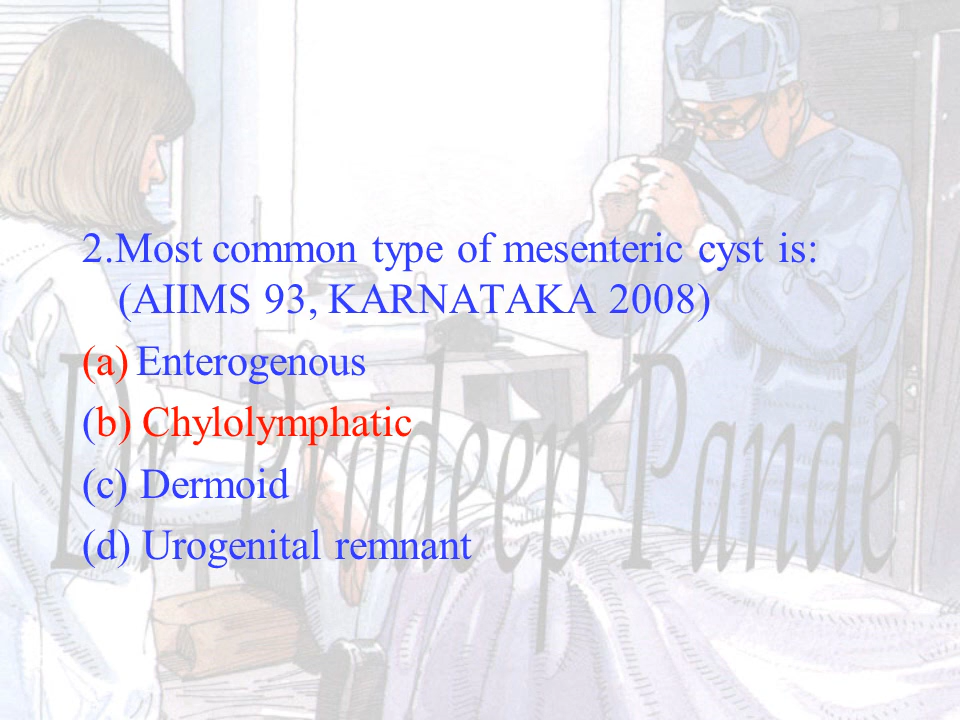 2.Most common type of mesenteric cyst is:
(AIIMS 93, KARNATAKA 2008)
(a) Enterogenous
(b) Chylolymphatic
(c) Dermoid
(d) Urogenital remnant
Dr Pradeep Pande